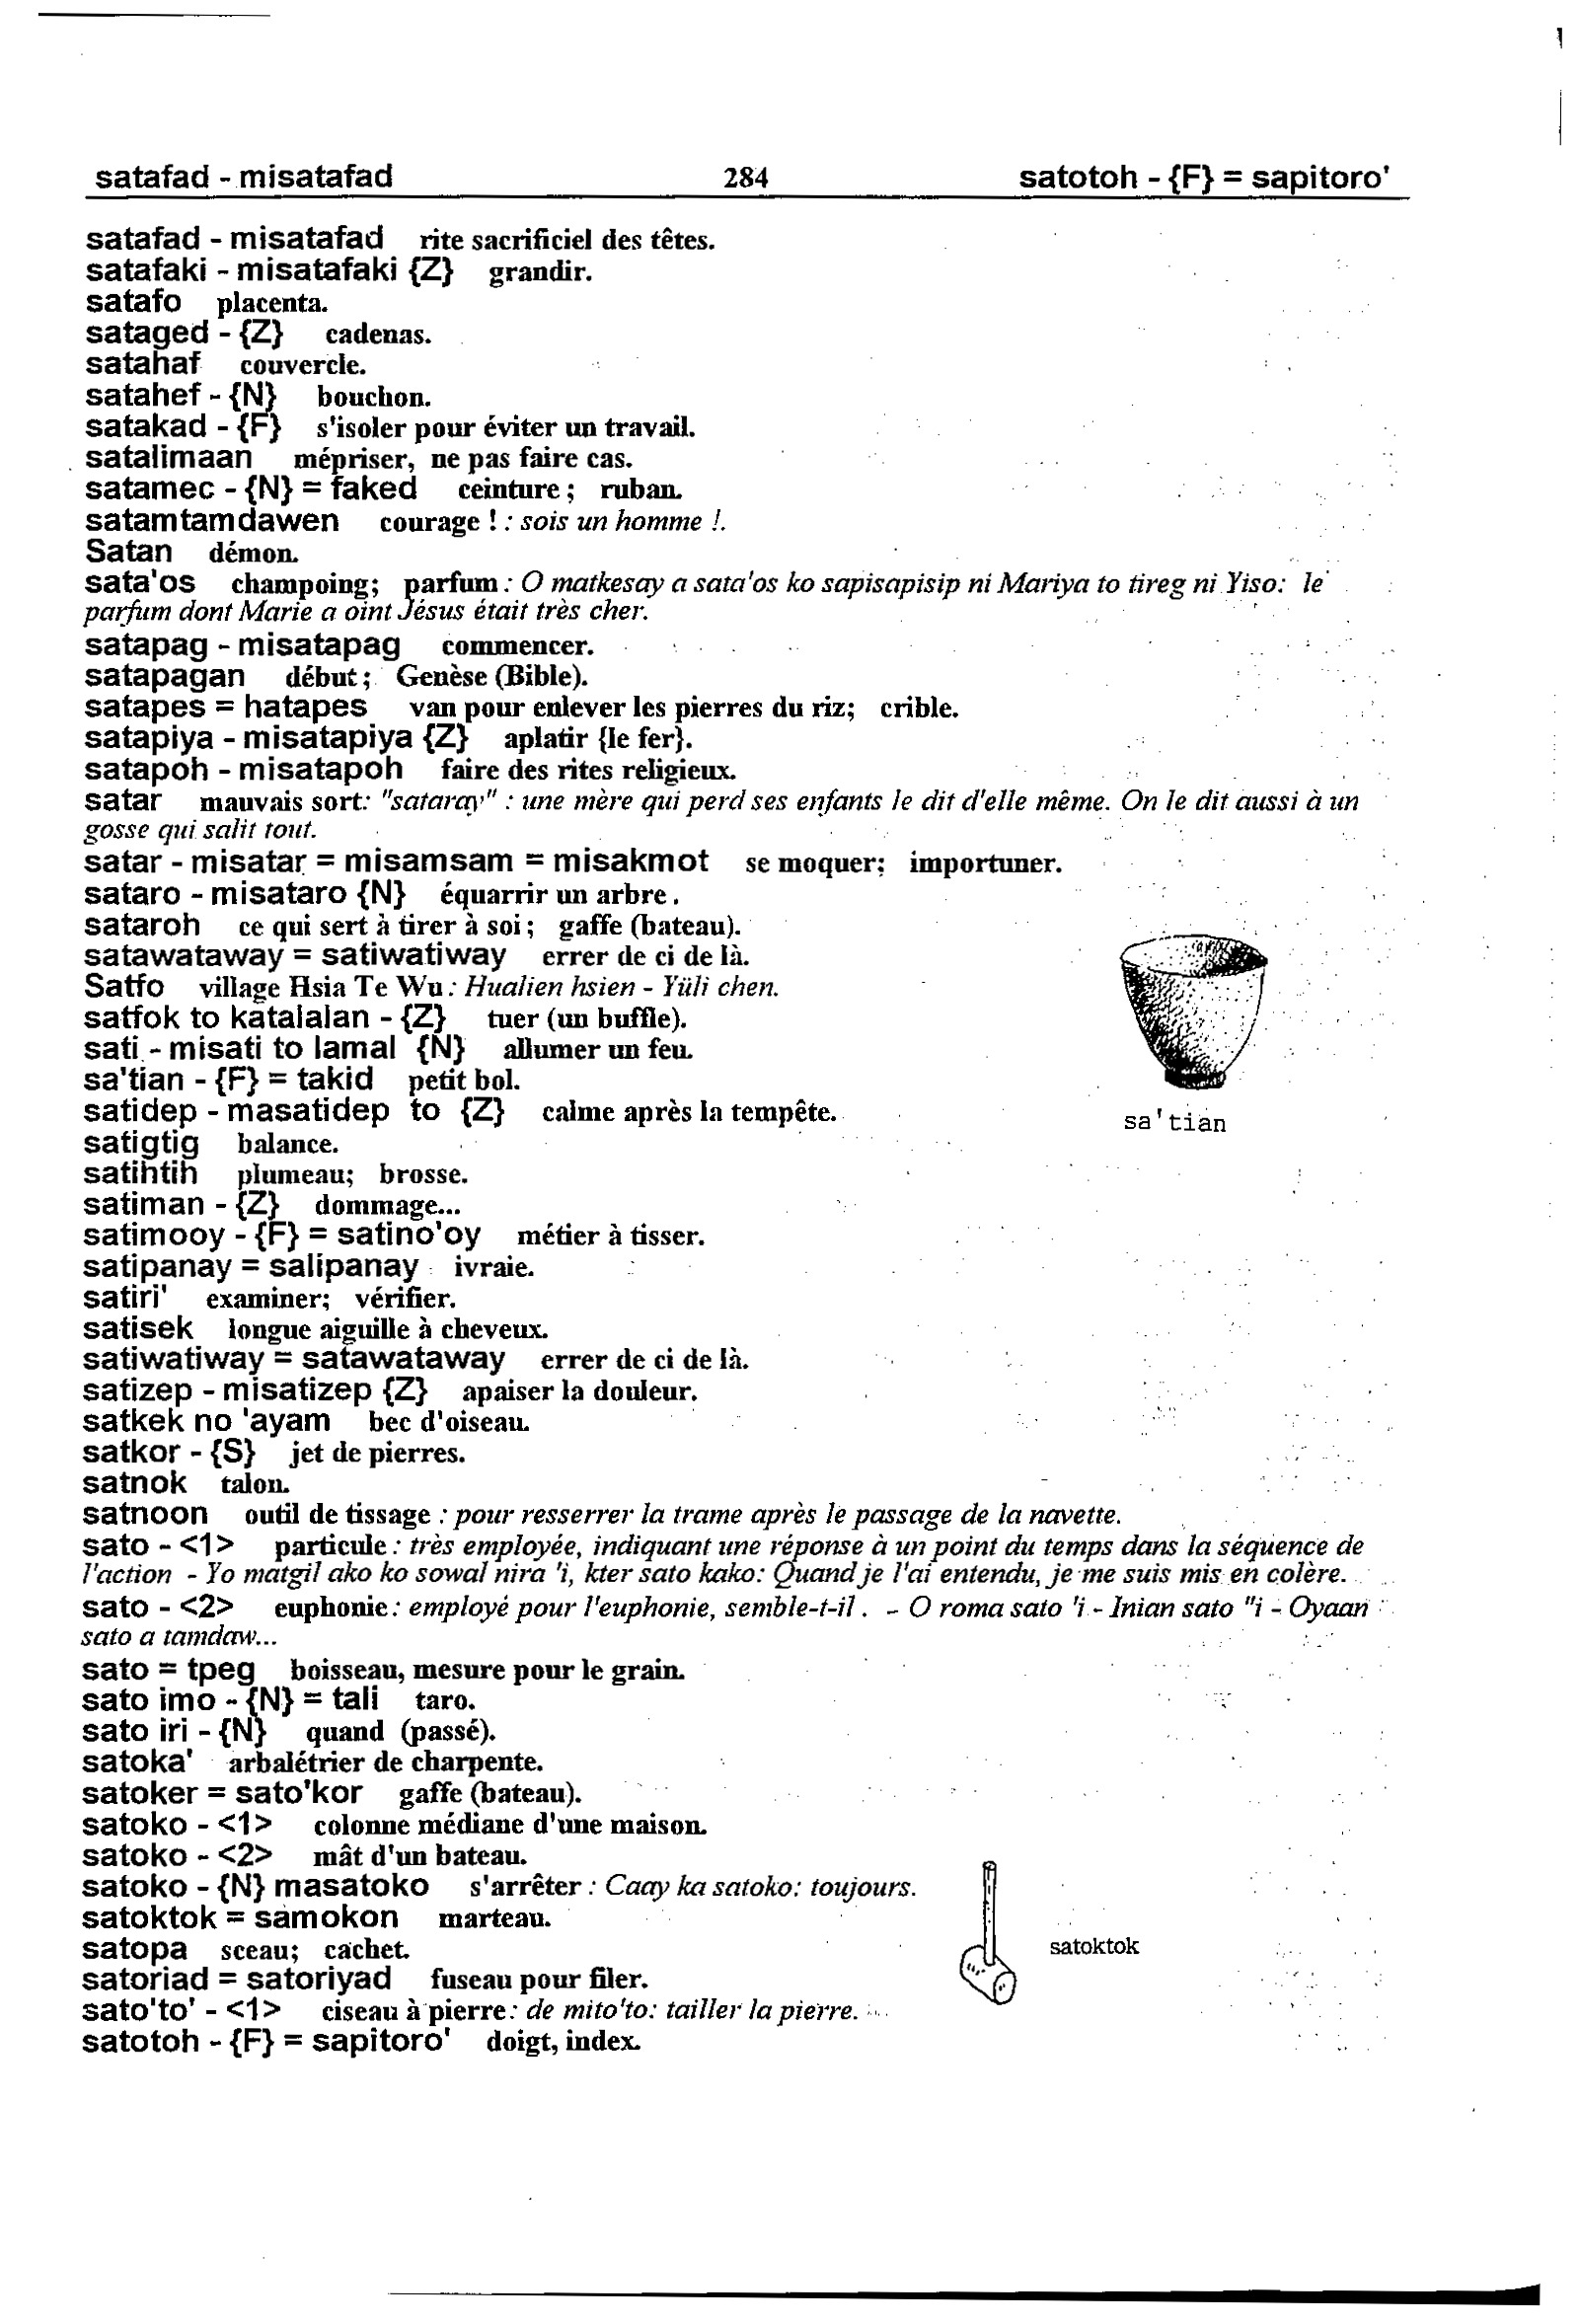 satafad - misatafad 284 satotoh - {F} = sapitoro'
satafad - misatafad rite sacrificiel des têtes.
satafaki - misatafaki {Z} grandir.
satafo placenta.
sataged - {Z} cadenas.
satahaf couvercle.
satahef - {N} bouchon.
satakad - {F} s'isoler pour éviter un travail.
satalimaan mépriser, ne pas faire cas.
satamec - {N} = faked ceinture ; ruban.
satamtamdawen courage ! : sois un homme !.
Satan démon.
sata'os champoing; parfum : O matkesay a sata'os ko sapisapisip ni Mariya to tireg ni Yiso: le
parfum dont Marie a oint Jésus était très cher.
satapag - misatapag commencer.
satapagan début ; Genèse (Bible).
satapes = hatapes van pour enlever les pierres du riz; crible.
satapiya - misatapiya {Z} aplatir {le fer}.
satapoh - misatapoh faire des rites religieux.
satar mauvais sort: "sataray" : une mère qui perd ses enfants le dit d'elle même. On le dit aussi à un
gosse qui salit tout.
satar - misatar = misamsam = misakmot se moquer; importuner.
sataro - misataro {N} équarrir un arbre.
sataroh ce qui sert à tirer à soi ; gaffe (bateau).
satawataway = satiwatiway errer de ci de là.
Satfo village Hsia Te Wu : Hualien hsien - Yüli chen.
satfok to katalalan - {Z} tuer (un buffle).
sati - misati to lamal {N} allumer un feu.
sa'tian - {F} = takid petit bol.
satidep - masatidep to {Z} calme après la tempête.
sa'tian
satigtig balance.
satihtih plumeau; brosse.
satiman - {Z} dommage...
satimooy - {F} = satino'oy métier à tisser.
satipanay = salipanay ivraie.
satiri' examiner; vérifier.
satisek longue aiguille à cheveux.
satiwatiway = satawataway errer de ci de là.
satizep - misatizep {Z} apaiser la douleur.
satkek no 'ayam bec d'oiseau.
satkor - {S} jet de pierres.
satnok talon.
satnoon outil de tissage : pour resserrer la trame après le passage de la navette.
sato - <1> particule : très employée, indiquant une réponse à un point du temps dans la séquence de
l'action - Yo matgil ako ko sowal nira 'i, kter sato kako: Quand je l'ai entendu, je me suis mis en colère.
sato - <2> euphonie : employé pour l'euphonie, semble-t-il. - O roma sato 'i - Inian sato "i - Oyaan
sato a tamdaw...
sato = tpeg boisseau, mesure pour le grain.
sato imo - {N} = tali taro.
sato iri - {N} quand (passé).
satoka' arbalétrier de charpente.
satoker = sato'kor gaffe (bateau).
satoko - <1> colonne médiane d'une maison.
satoko - <2> mât d'un bateau.
satoko - {N} masatoko s'arrêter : Caay ka satoko: toujours.
satoktok = samokon marteau.
satopa sceau; cachet.
satoktok
satoriad = satoriyad fuseau pour filer.
sato'to' - <1> ciseau à pierre : de mito'to: tailler la pierre.
satotoh - {F} = sapitoro' doigt, index.